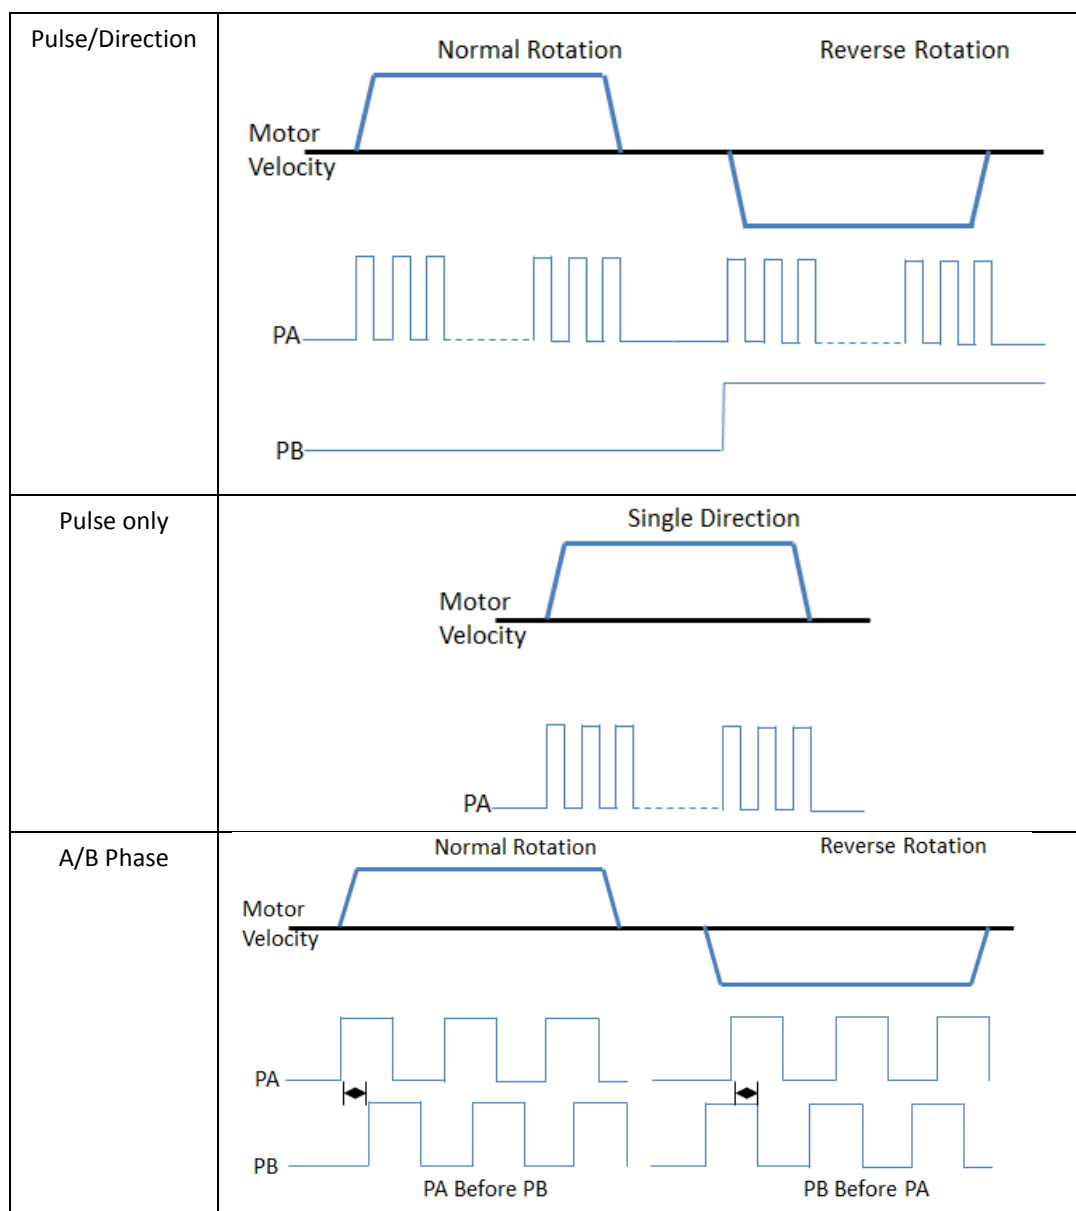 Pulse/Direction
Normal Rotation
Reverse Rotation
Motor
Velocity
PA
PB
Pulse only
Single Direction
Motor
Velocity
PA
A/B Phase
Normal Rotation
Reverse Rotation
Motor
Velocity
PA
PB
PA Before PB
PB Before PA